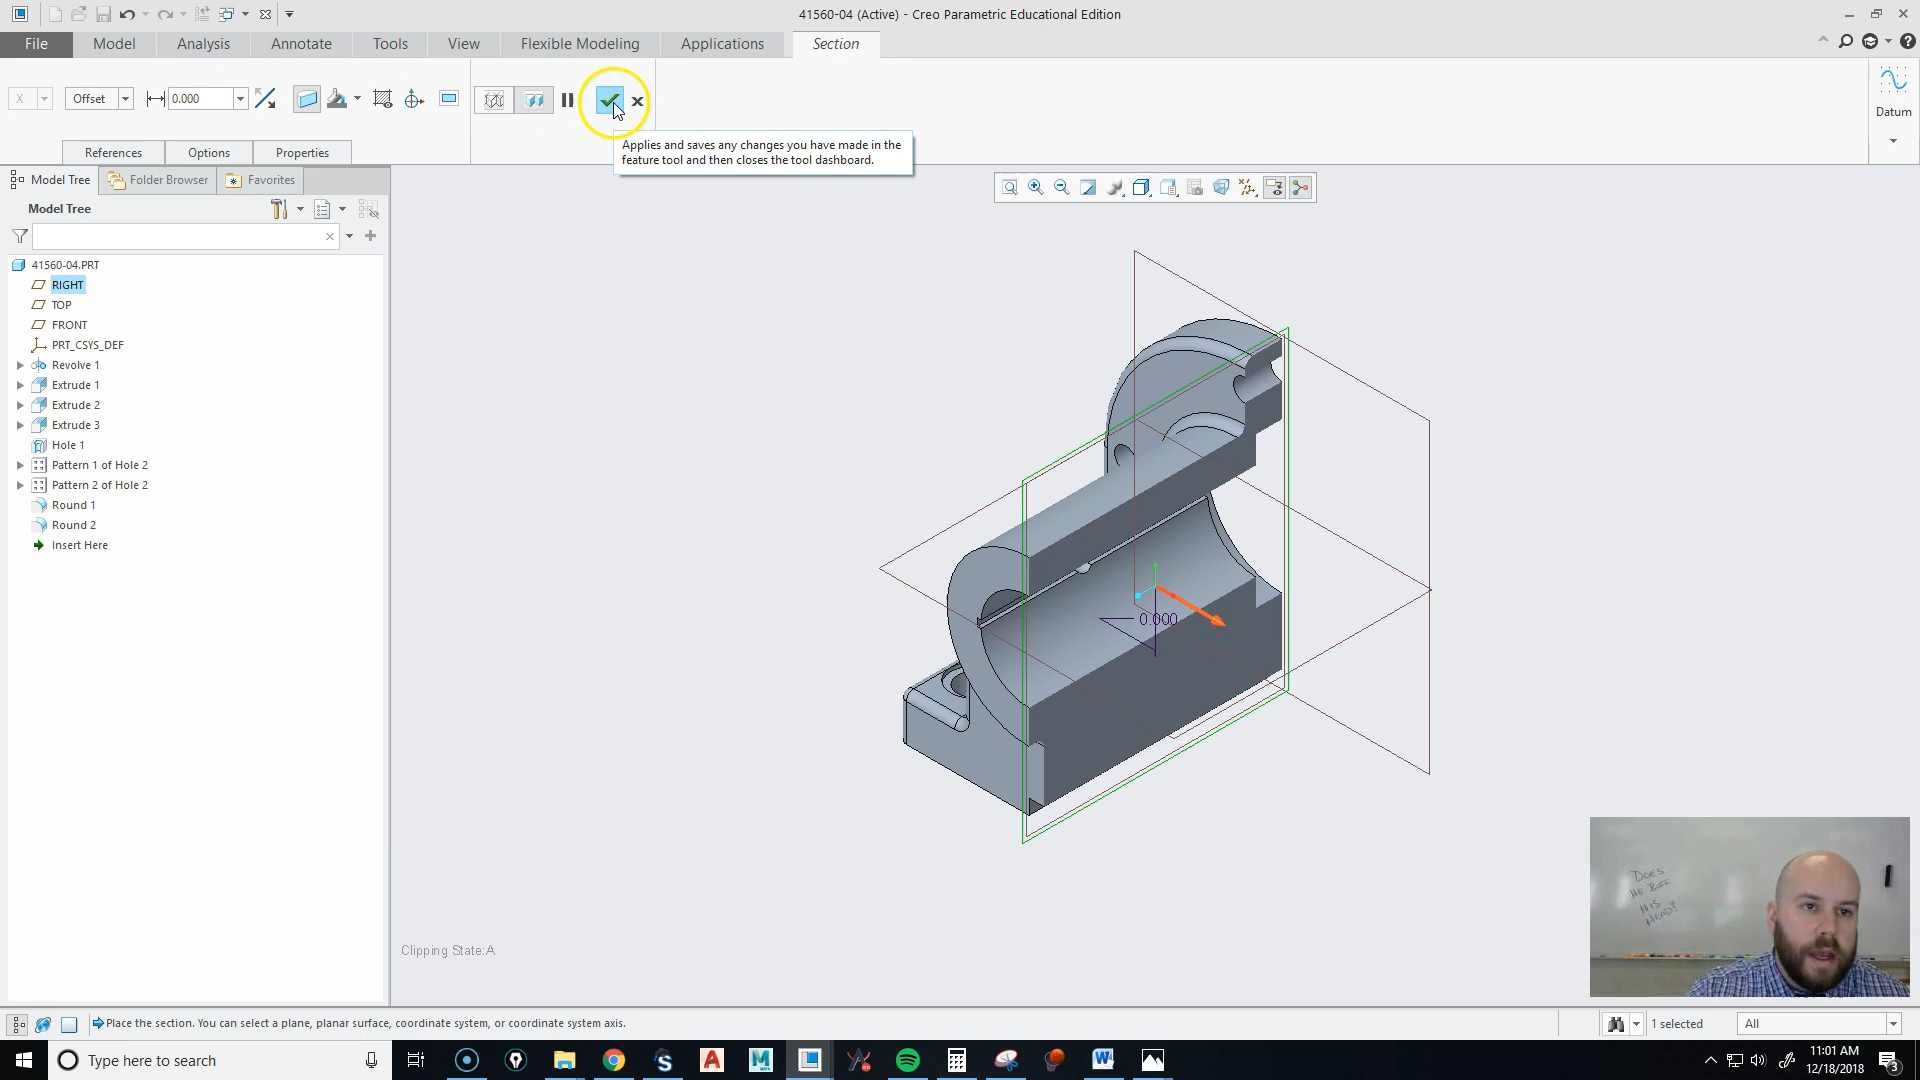 41560-04 (Active) - Creo Parametric Educational Edition
File
Model
Analysis
Annotate
Tools
View
Flexible Modeling
Applications
Section
X
Offset
0.000
Datum
References
Options
Properties
Applies and saves any changes you have made in the
feature tool and then closes the tool dashboard.
Model Tree
Folder Browser
Favorites
Model Tree
41560-04.PRT
RIGHT
TOP
FRONT
PRT_CSYS_DEF
Revolve 1
Extrude 1
Extrude 2
Extrude 3
Hole 1
Pattern 1 of Hole 2
Pattern 2 of Hole 2
Round 1
Round 2
Insert Here
0.000
Clipping State:A
DOES
HE BUFF
HIS
HEAD?
Place the section. You can select a plane, planar surface, coordinate system, or coordinate system axis.
1 selected
All
Type here to search
11:01 AM
12/18/2018
3